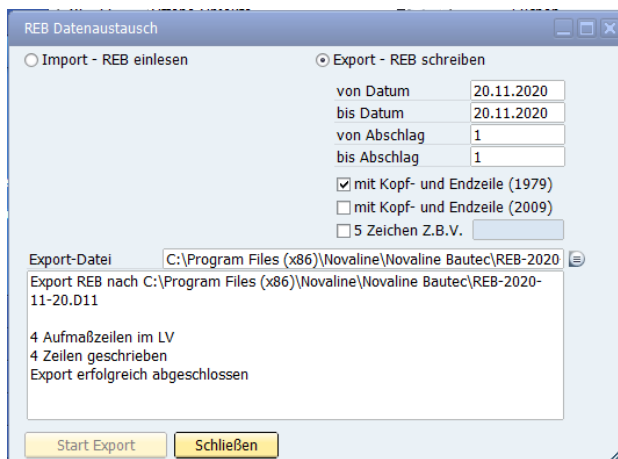 REB Datenaustausch
Import - REB einlesen
Export - REB schreiben
von Datum 20.11.2020
bis Datum 20.11.2020
von Abschlag 1
bis Abschlag 1
mit Kopf- und Endzeile (1979)
mit Kopf- und Endzeile (2009)
5 Zeichen Z.B.V.
Export-Datei C:\Program Files (x86)\Novaline\Novaline Bautec\REB-2020
Export REB nach C:\Program Files (x86)\Novaline\Novaline Bautec\REB-2020-
11-20.D11
4 Aufmaßzeilen im LV
4 Zeilen geschrieben
Export erfolgreich abgeschlossen
Start Export Schließen